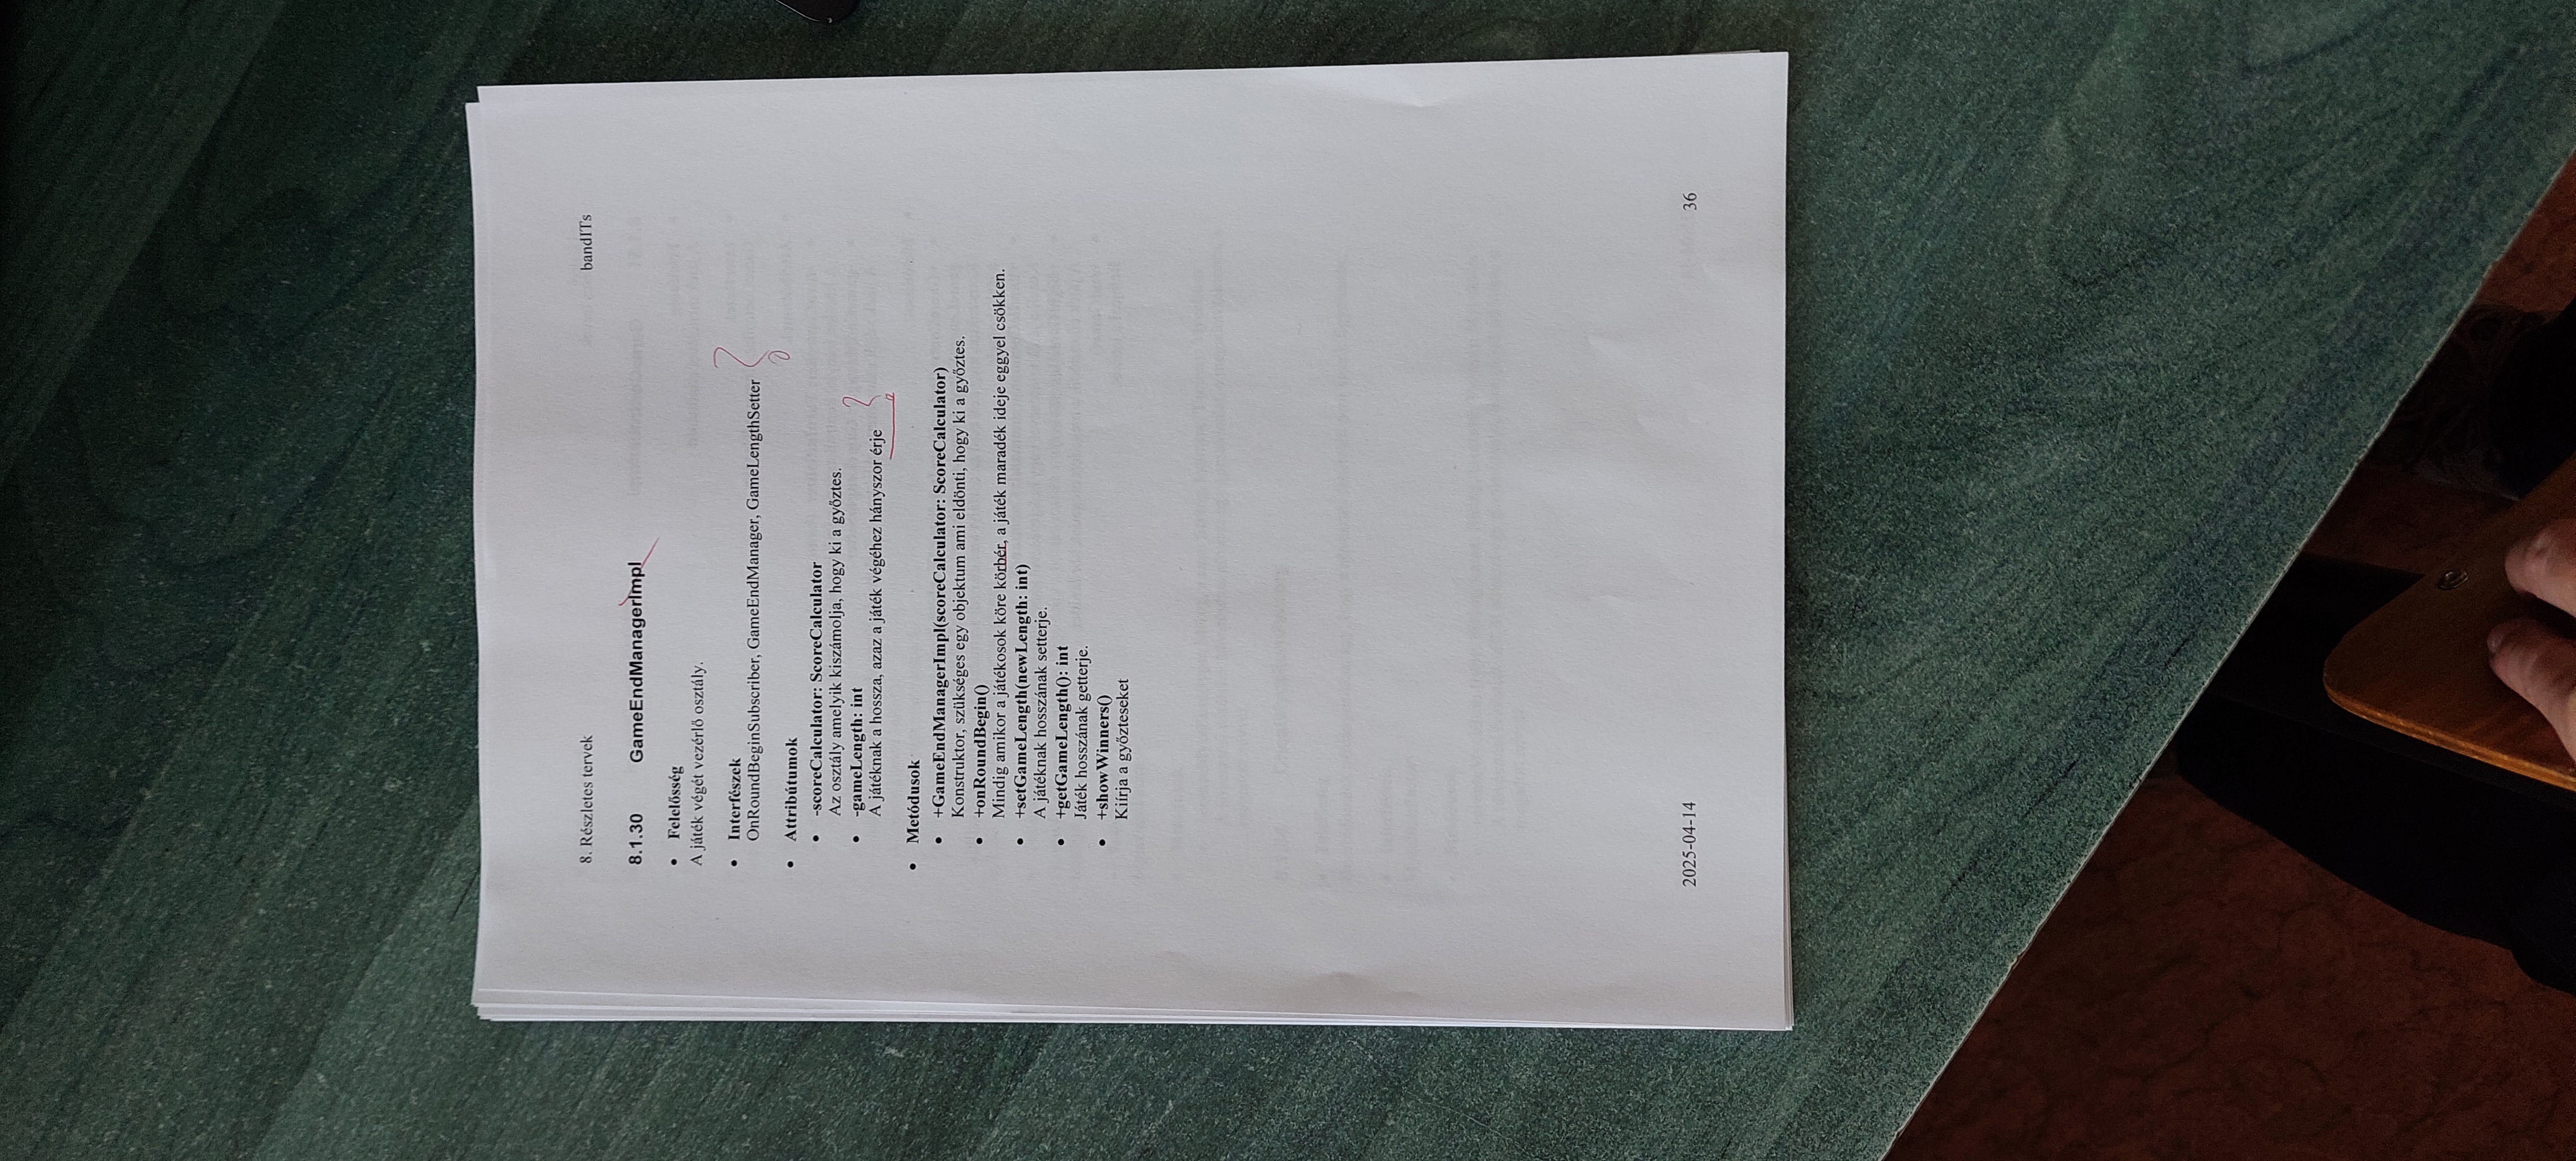 8. Részletes tervek bandITs
8.1.30 GameEndManagerImpl
• Felelősség
A játék végét vezérlő osztály.
• Interfészek
OnRoundBeginSubscriber, GameEndManager, GameLengthSetter
• Attribútumok
• -scoreCalculator: ScoreCalculator
Az osztály amelyik kiszámolja, hogy ki a győztes.
• -gameLength: int
A játéknak a hossza, azaz a játék végéhez hányszor érje
• Metódusok
• +GameEndManagerImpl(scoreCalculator: ScoreCalculator)
Konstruktor, szükséges egy objektum ami eldönti, hogy ki a győztes.
• +onRoundBegin()
Mindig amikor a játékosok köre körbér, a játék maradék ideje eggyel csökken.
• +setGameLength(newLength: int)
A játéknak hosszának setterje.
• +getGameLength(): int
Játék hosszának getterje.
• +showWinners()
Kiírja a győzteseket
2025-04-14 36